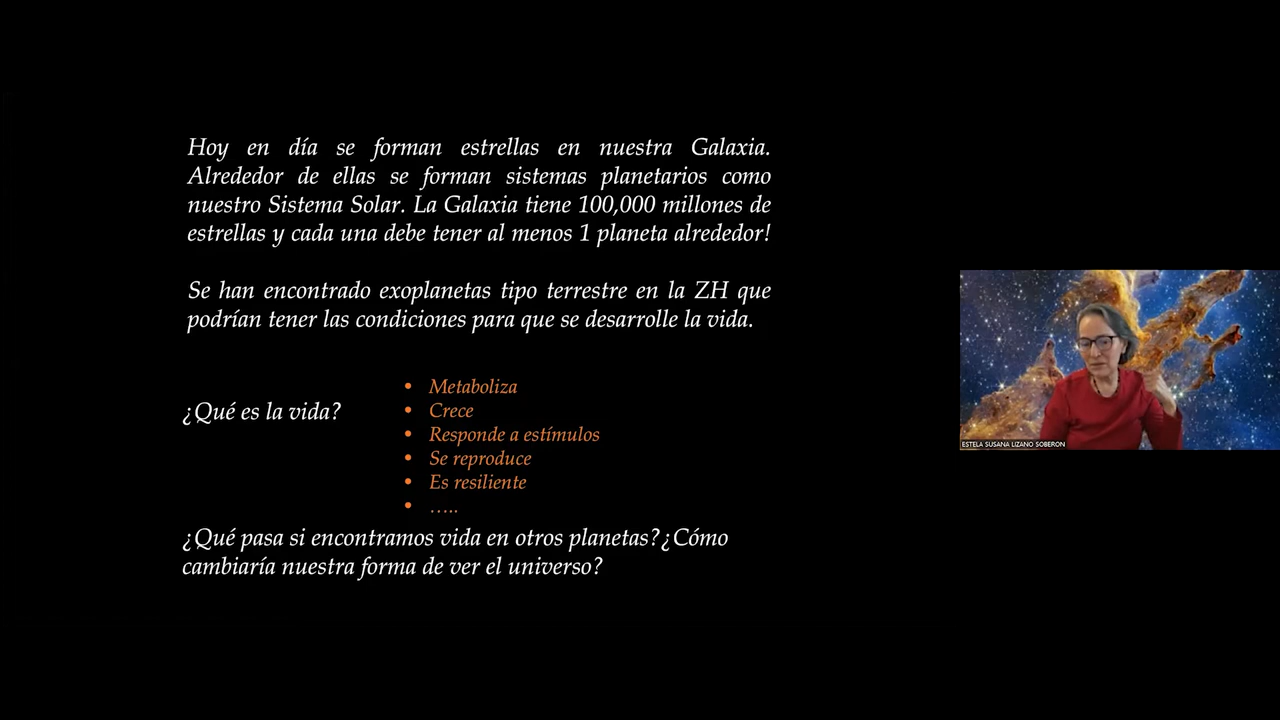 Hoy en día se forman estrellas en nuestra Galaxia.
Alrededor de ellas se forman sistemas planetarios como
nuestro Sistema Solar. La Galaxia tiene 100,000 millones de
estrellas y cada una debe tener al menos 1 planeta alrededor!
Se han encontrado exoplanetas tipo terrestre en la ZH que
podrían tener las condiciones para que se desarrolle la vida.
¿Qué es la vida?
• Metaboliza
• Crece
• Responde a estímulos
• Se reproduce
• Es resiliente
• .....
¿Qué pasa si encontramos vida en otros planetas?¿Cómo
cambiaría nuestra forma de ver el universo?
ESTELA SUSANA LIZANO SOBERON